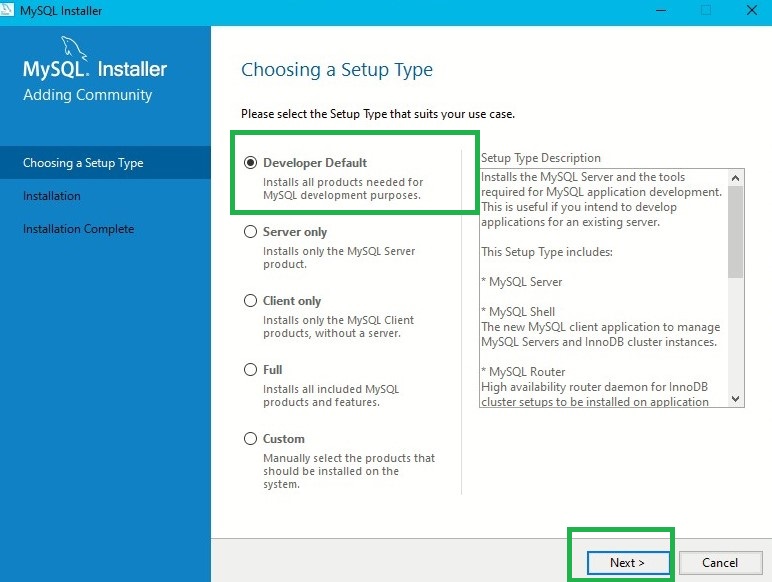 MySQL Installer
MySQL. Installer
Adding Community
Choosing a Setup Type
Installation
Installation Complete
Choosing a Setup Type
Please select the Setup Type that suits your use case.
Developer Default
Installs all products needed for
MySQL development purposes.
Server only
Installs only the MySQL Server
product.
Client only
Installs only the MySQL Client
products, without a server.
Full
Installs all included MySQL
products and features.
Custom
Manually select the products that
should be installed on the
system.
Setup Type Description
Installs the MySQL Server and the tools
required for MySQL application development.
This is useful if you intend to develop
applications for an existing server.
This Setup Type includes:
* MySQL Server
* MySQL Shell
The new MySQL client application to manage
MySQL Servers and InnoDB cluster instances.
* MySQL Router
High availability router daemon for InnoDB
cluster setups to be installed on application
Next >
Cancel